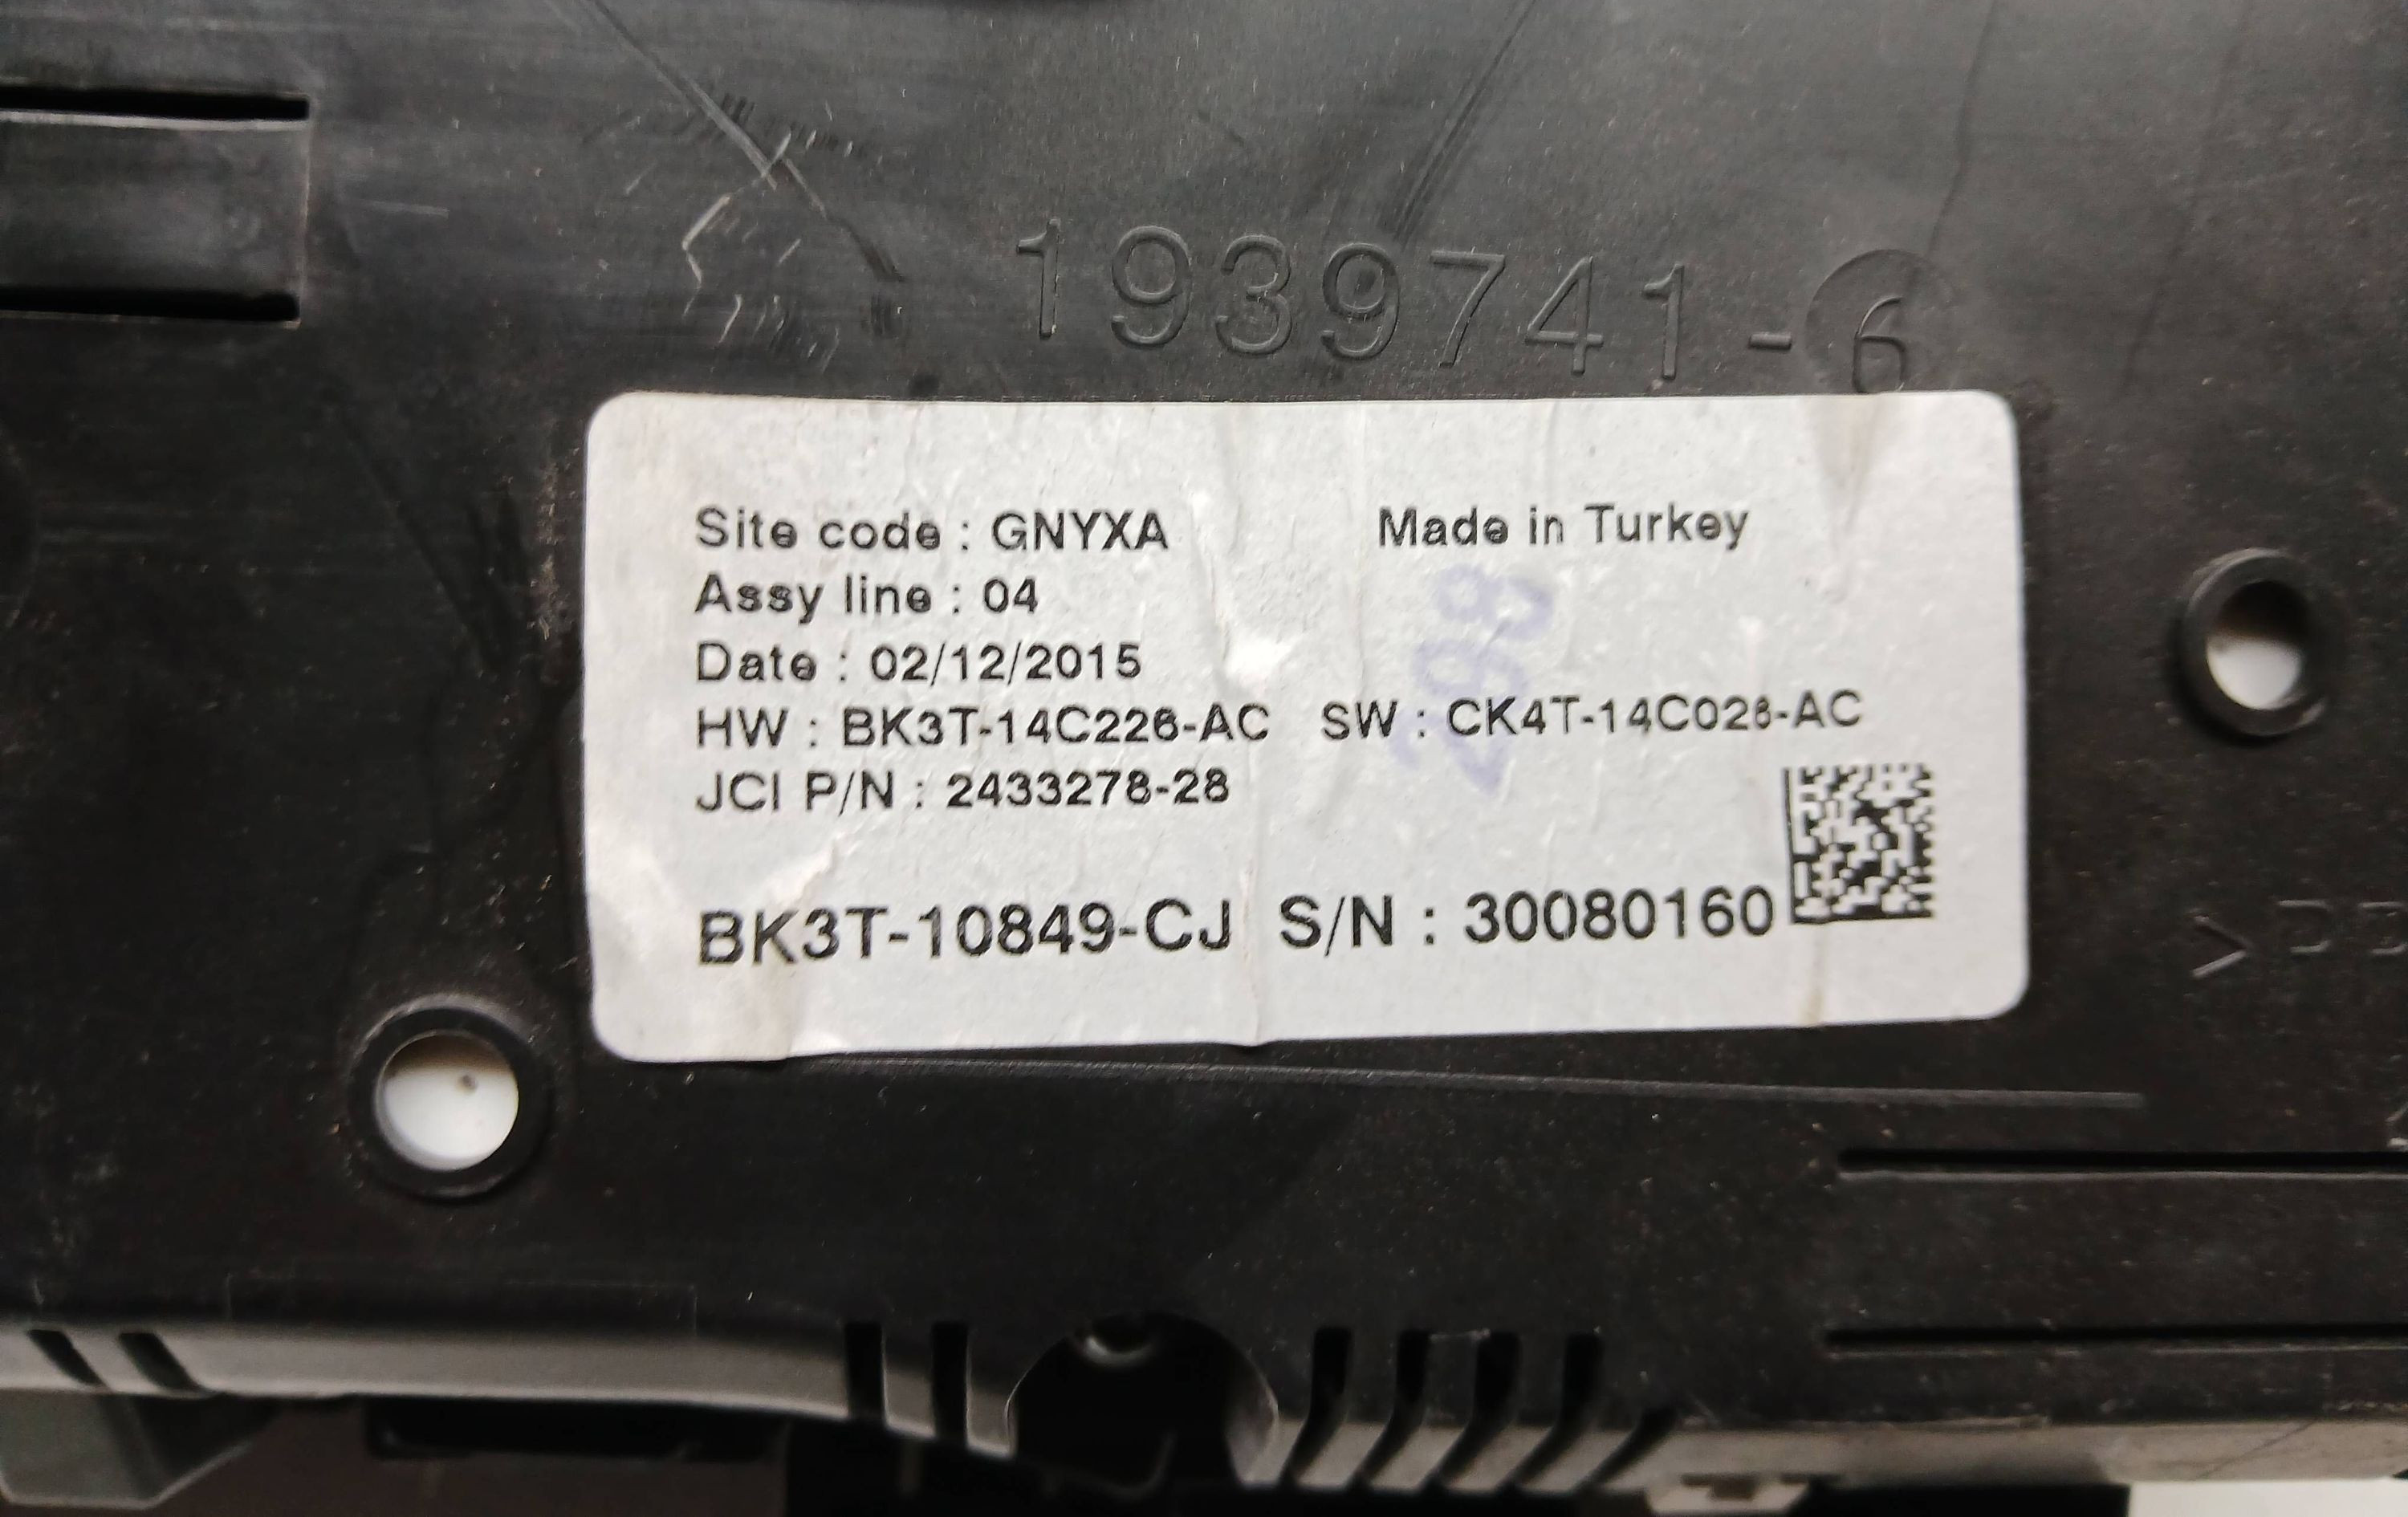 1939741-6
Site code : GNYXA Made in Turkey
Assy line : 04
Date : 02/12/2015
298
HW : BK3T-14C226-AC SW : CK4T-14C026-AC
JCI P/N : 2433278-28
BK3T-10849-CJ S/N : 30080160